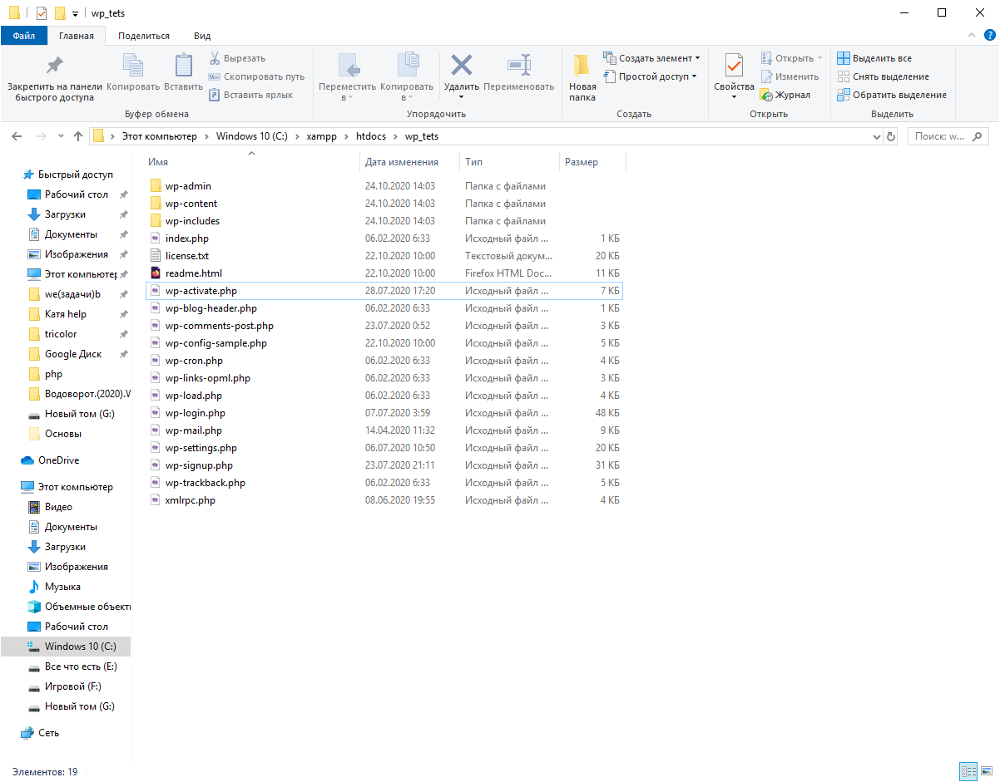 wp_tets
Файл Главная Поделиться Вид
Закрепить на панели быстрого доступа
Копировать
Вставить
Вырезать
Скопировать путь
Вставить ярлык
Буфер обмена
Переместить в
Копировать в
Удалить
Переименовать
Упорядочить
Новая папка
Создать элемент
Простой доступ
Создать
Свойства
Открыть
Изменить
Журнал
Открыть
Выделить все
Снять выделение
Обратить выделение
Выделить
Этот компьютер > Windows 10 (C:) > xampp > htdocs > wp_tets
Поиск: w...
Быстрый доступ
Рабочий стол
Загрузки
Документы
Изображения
Этот компьютер
we(задачи)b
Катя help
tricolor
Google Диск
php
Водоворот.(2020).V
Новый том (G:)
Основы
OneDrive
Этот компьютер
Видео
Документы
Загрузки
Изображения
Музыка
Объемные объекти
Рабочий стол
Windows 10 (C:)
Все что есть (E:)
Игровой (F:)
Новый том (G:)
Сеть
Имя Дата изменения Тип Размер
wp-admin 24.10.2020 14:03 Папка с файлами
wp-content 24.10.2020 14:03 Папка с файлами
wp-includes 24.10.2020 14:03 Папка с файлами
index.php 06.02.2020 6:33 Исходный файл ... 1 КБ
license.txt 22.10.2020 10:00 Текстовый докум... 20 КБ
readme.html 22.10.2020 10:00 Firefox HTML Doc... 11 КБ
wp-activate.php 28.07.2020 17:20 Исходный файл ... 7 КБ
wp-blog-header.php 06.02.2020 6:33 Исходный файл ... 1 КБ
wp-comments-post.php 23.07.2020 0:52 Исходный файл ... 3 КБ
wp-config-sample.php 22.10.2020 10:00 Исходный файл ... 5 КБ
wp-cron.php 06.02.2020 6:33 Исходный файл ... 4 КБ
wp-links-opml.php 06.02.2020 6:33 Исходный файл ... 3 КБ
wp-load.php 06.02.2020 6:33 Исходный файл ... 4 КБ
wp-login.php 07.07.2020 3:59 Исходный файл ... 48 КБ
wp-mail.php 14.04.2020 11:32 Исходный файл ... 9 КБ
wp-settings.php 06.07.2020 10:50 Исходный файл ... 20 КБ
wp-signup.php 23.07.2020 21:11 Исходный файл ... 31 КБ
wp-trackback.php 06.02.2020 6:33 Исходный файл ... 5 КБ
xmlrpc.php 08.06.2020 19:55 Исходный файл ... 4 КБ
Элементов: 19